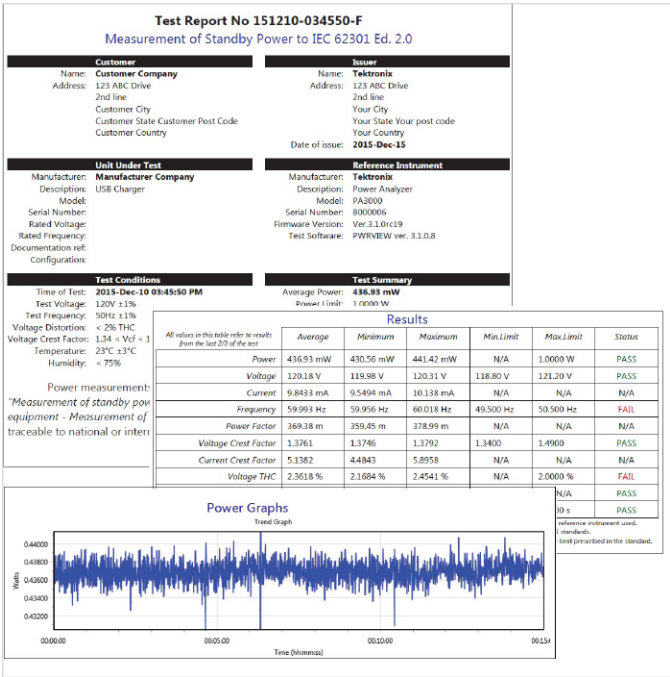 Test Report No 151210-034550-F
Measurement of Standby Power to IEC 62301 Ed. 2.0
Customer
Name: Customer Company
Address: 123 ABC Drive
2nd line
Customer City
Customer State Customer Post Code
Customer Country
Issuer
Name: Tektronix
Address: 123 ABC Drive
2nd line
Your City
Your State Your post code
Your Country
Date of issue: 2015-Dec-15
Unit Under Test
Manufacturer: Manufacturer Company
Description: USB Charger
Model:
Serial Number:
Rated Voltage:
Rated Frequency:
Documentation ref:
Configuration:
Reference Instrument
Manufacturer: Tektronix
Description: Power Analyzer
Model: PA3000
Serial Number: B000006
Firmware Version: Ver.3.1.0rc19
Test Software: PWRVIEW ver. 3.1.0.8
Test Conditions
Time of Test: 2015-Dec-10 03:45:50 PM
Test Voltage: 120V ±1%
Test Frequency: 50Hz ±1%
Voltage Distortion: < 2% THC
Voltage Crest Factor: 1.34 < Vcf < 1
Temperature: 23°C ±3°C
Humidity: < 75%
Test Summary
Average Power: 436.93 mW
Power Limit: 1.0000 W
Power measurements
"Measurement of standby pow
equipment - Measurement of
traceable to national or intern
Results
All values in this table refer to results
from the last 2/3 of the test
Average Minimum Maximum Min.Limit Max.Limit Status
Power 436.93 mW 430.56 mW 441.42 mW N/A 1.0000 W PASS
Voltage 120.18 V 119.98 V 120.31 V 118.80 V 121.20 V PASS
Current 9.8433 mA 9.5494 mA 10.138 mA N/A N/A N/A
Frequency 59.993 Hz 59.956 Hz 60.018 Hz 49.500 Hz 50.500 Hz FAIL
Power Factor 369.38 m 359.45 m 378.99 m N/A N/A N/A
Voltage Crest Factor 1.3761 1.3746 1.3792 1.3400 1.4900 PASS
Current Crest Factor 5.1382 4.4843 5.8958 N/A N/A N/A
Voltage THC 2.3618 % 2.1684 % 2.4541 % N/A 2.0000 % FAIL
N/A PASS
00 s PASS
reference instrument used.
standards.
limit prescribed in the standard.
Power Graphs
Trend Graph
Watts
0.44000
0.43800
0.43600
0.43400
0.43200
00:00:00 00:05:00 00:10:00 00:15:
Time (hh:mm:ss)